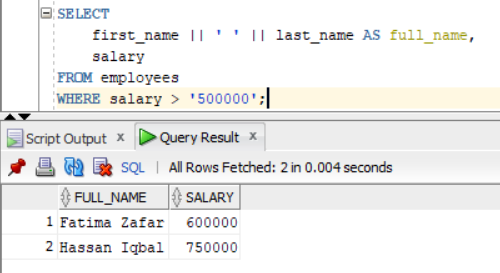 SELECT
first_name || ' ' || last_name AS full_name,
salary
FROM employees
WHERE salary > '500000';
Script Output x Query Result x
SQL | All Rows Fetched: 2 in 0.004 seconds
FULL_NAME SALARY
1 Fatima Zafar 600000
2 Hassan Iqbal 750000